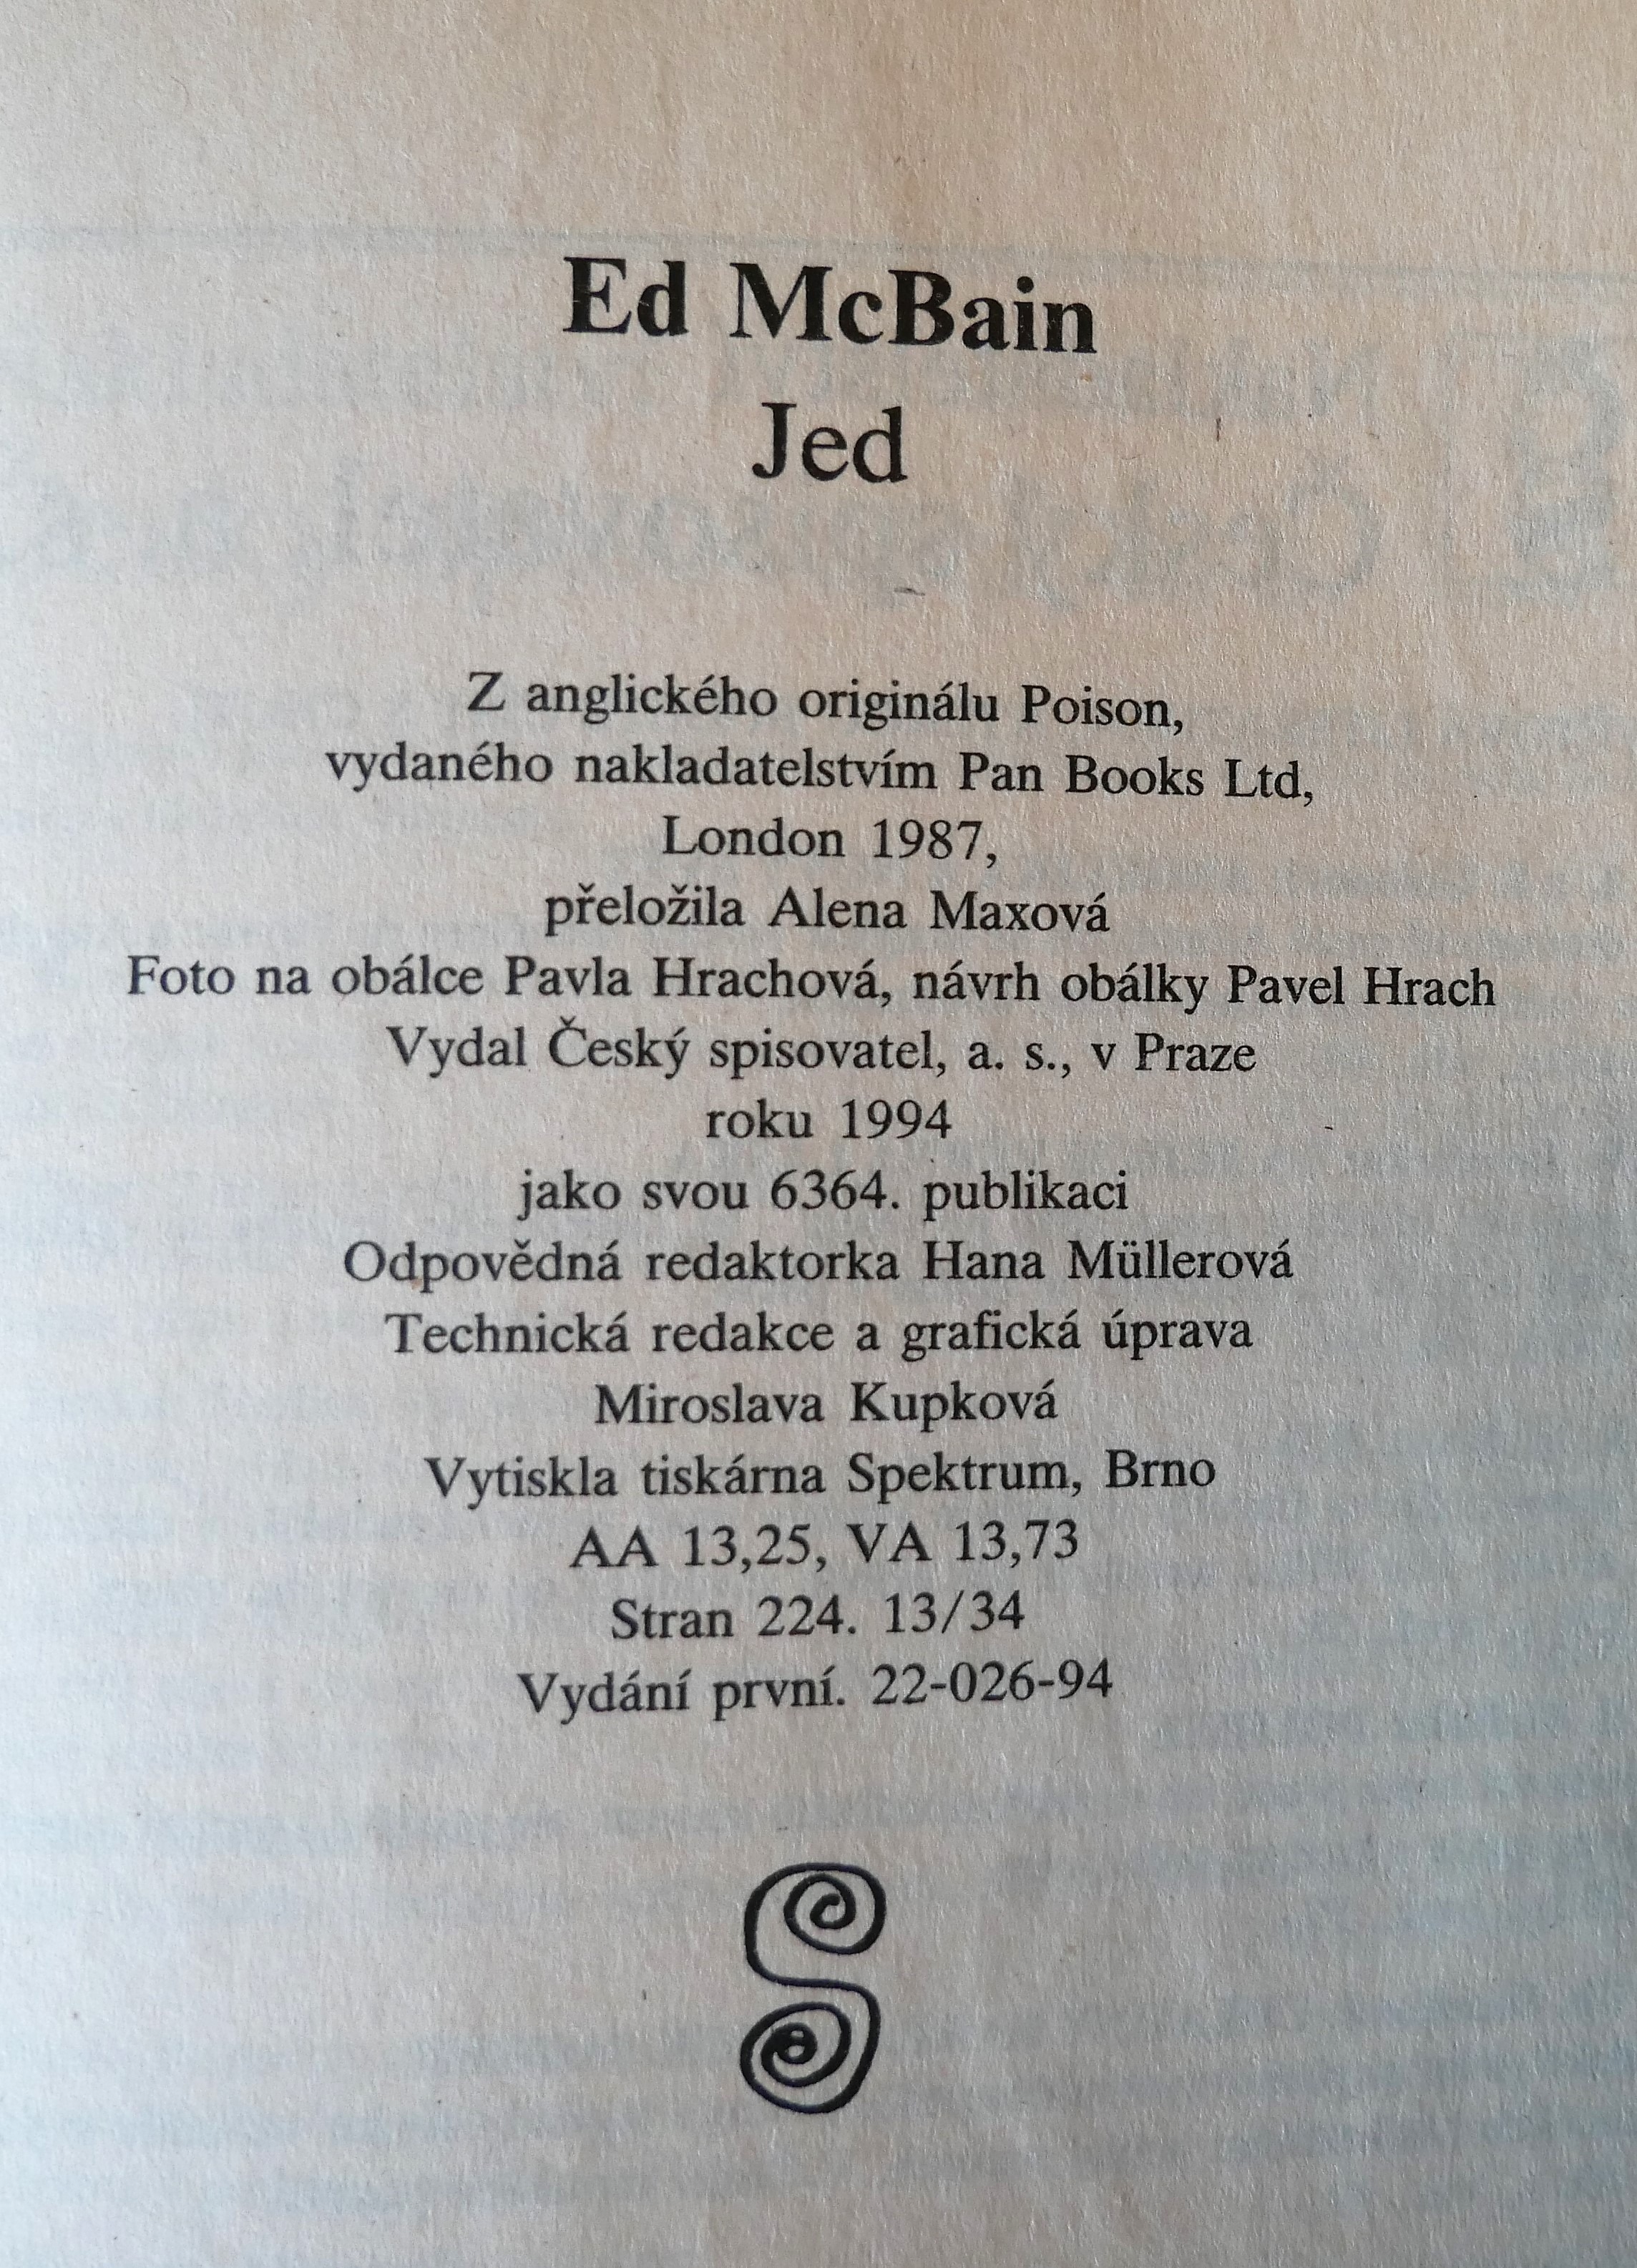 Ed McBain
Jed
Z anglického originálu Poison,
vydaného nakladatelstvím Pan Books Ltd,
London 1987,
přeložila Alena Maxová
Foto na obálce Pavla Hrachová, návrh obálky Pavel Hrach
Vydal Český spisovatel, a. s., v Praze
roku 1994
jako svou 6364. publikaci
Odpovědná redaktorka Hana Müllerová
Technická redakce a grafická úprava
Miroslava Kupková
Vytiskla tiskárna Spektrum, Brno
AA 13,25, VA 13,73
Stran 224. 13/34
Vydání první. 22-026-94